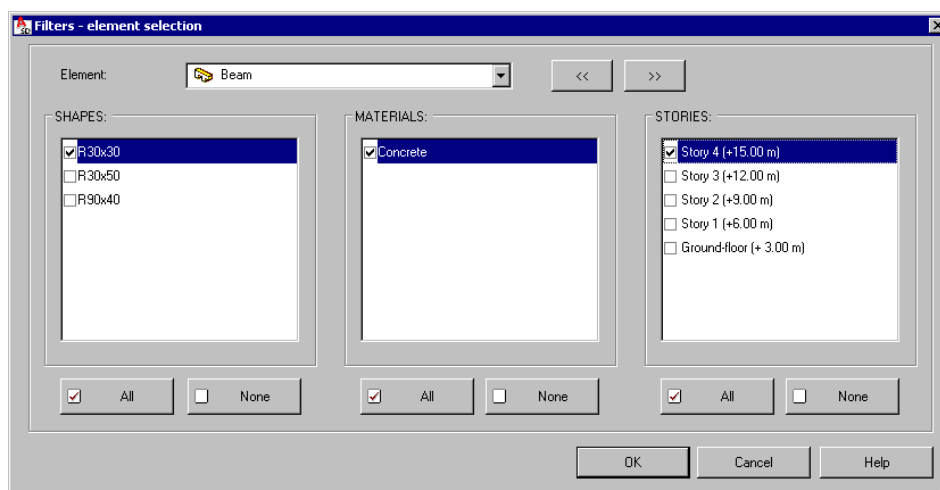 Filters - element selection
Element:
Beam
<<
>>
SHAPES:
R30x30
R30x50
R90x40
All
None
MATERIALS:
Concrete
All
None
STORIES:
Story 4 (+15.00 m)
Story 3 (+12.00 m)
Story 2 (+9.00 m)
Story 1 (+6.00 m)
Ground-floor (+ 3.00 m)
All
None
OK
Cancel
Help